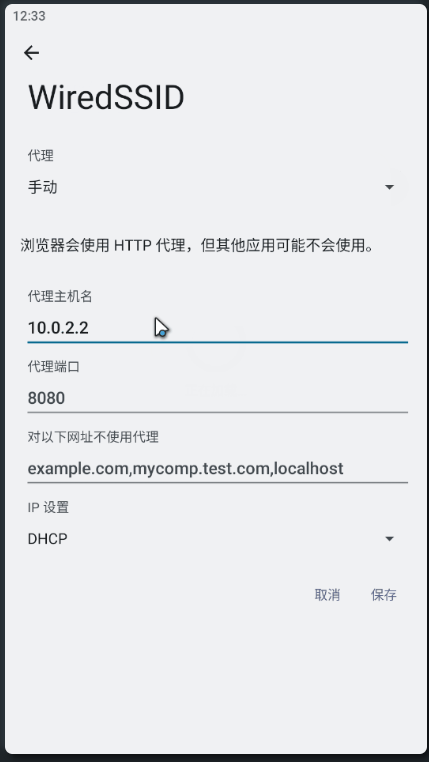 12:33
WiredSSID
代理
手动
浏览器会使用 HTTP 代理，但其他应用可能不会使用。
代理主机名
10.0.2.2
代理端口
8080
对以下网址不使用代理
example.com,mycomp.test.com,localhost
IP 设置
DHCP
取消 保存